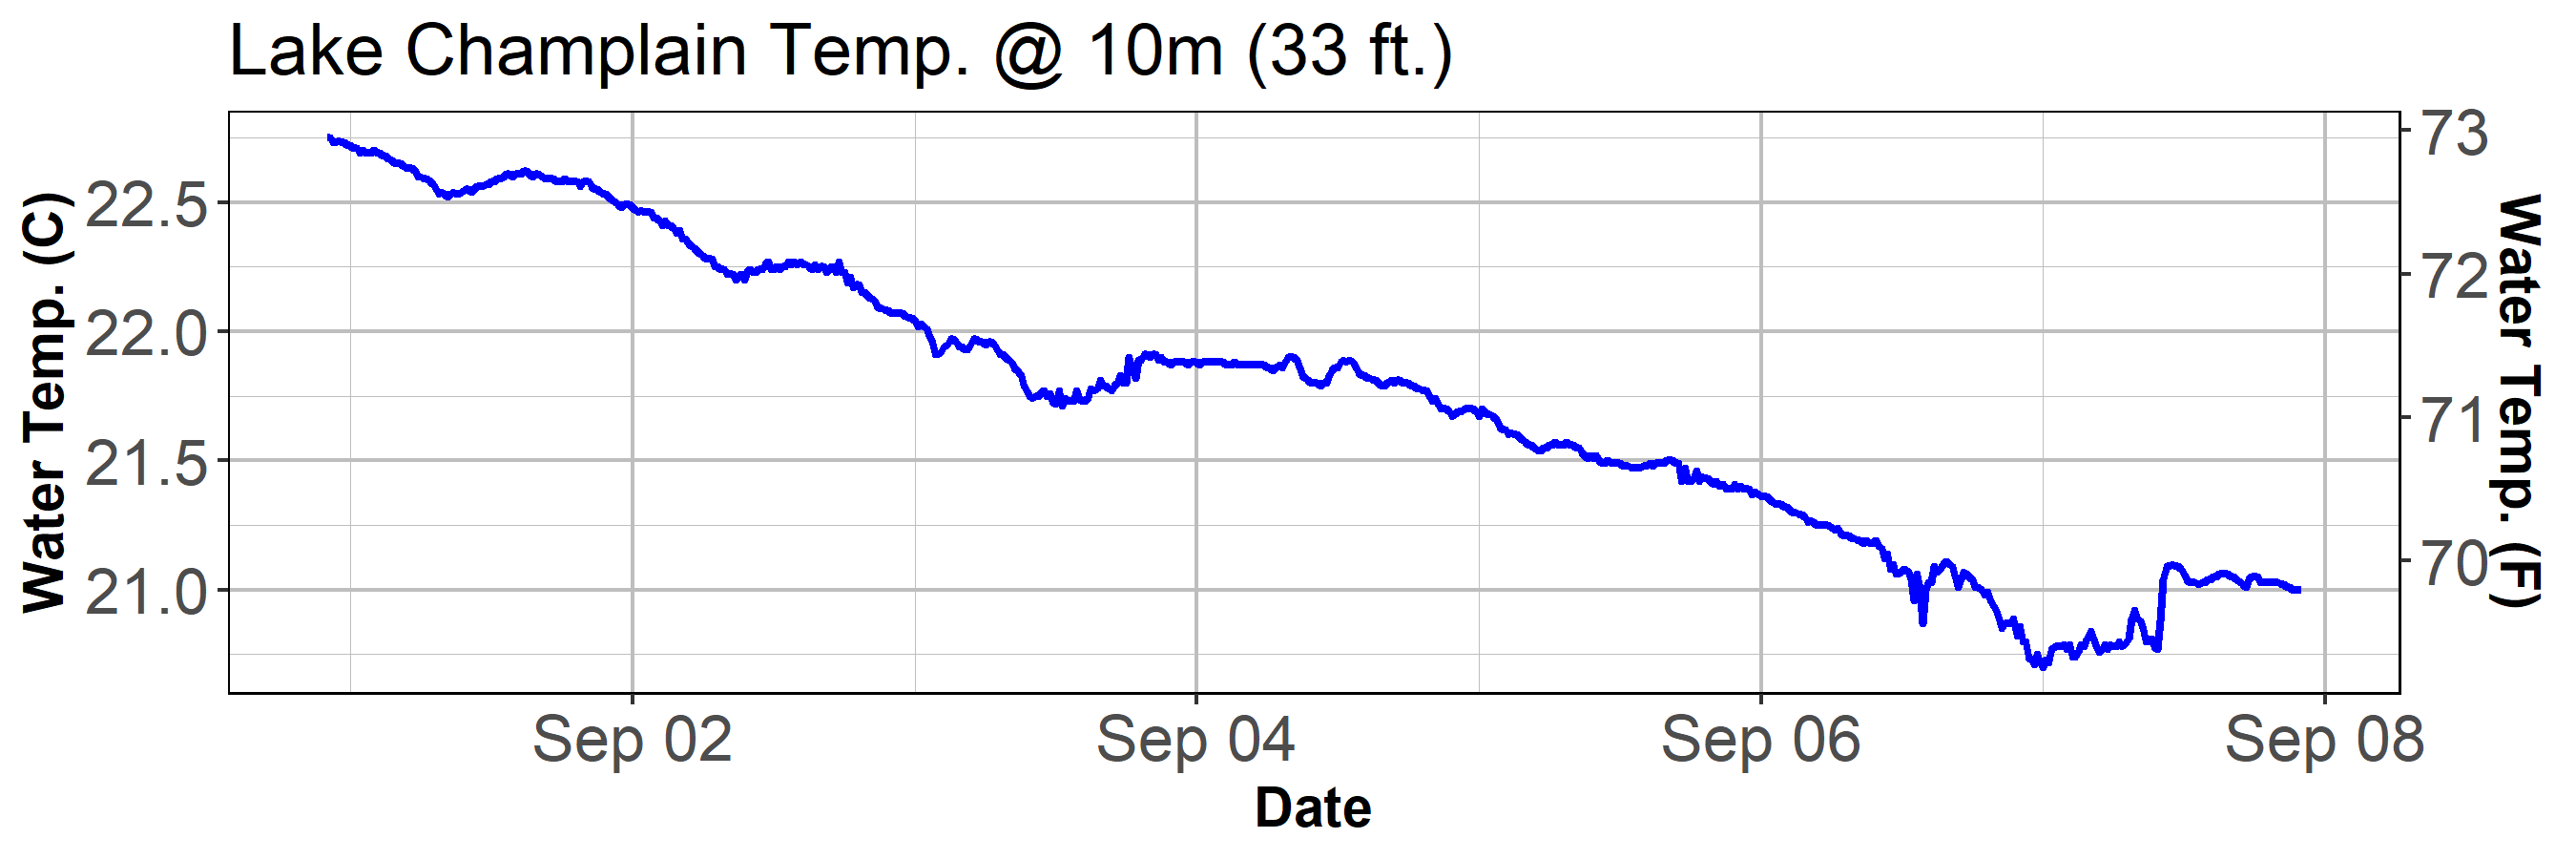 Lake Champlain Temp. @ 10m (33 ft.)
Water Temp. (C)
22.5
22.0
21.5
21.0
73
72
71
70
Water Temp. (F)
Sep 02 Sep 04 Sep 06 Sep 08
Date